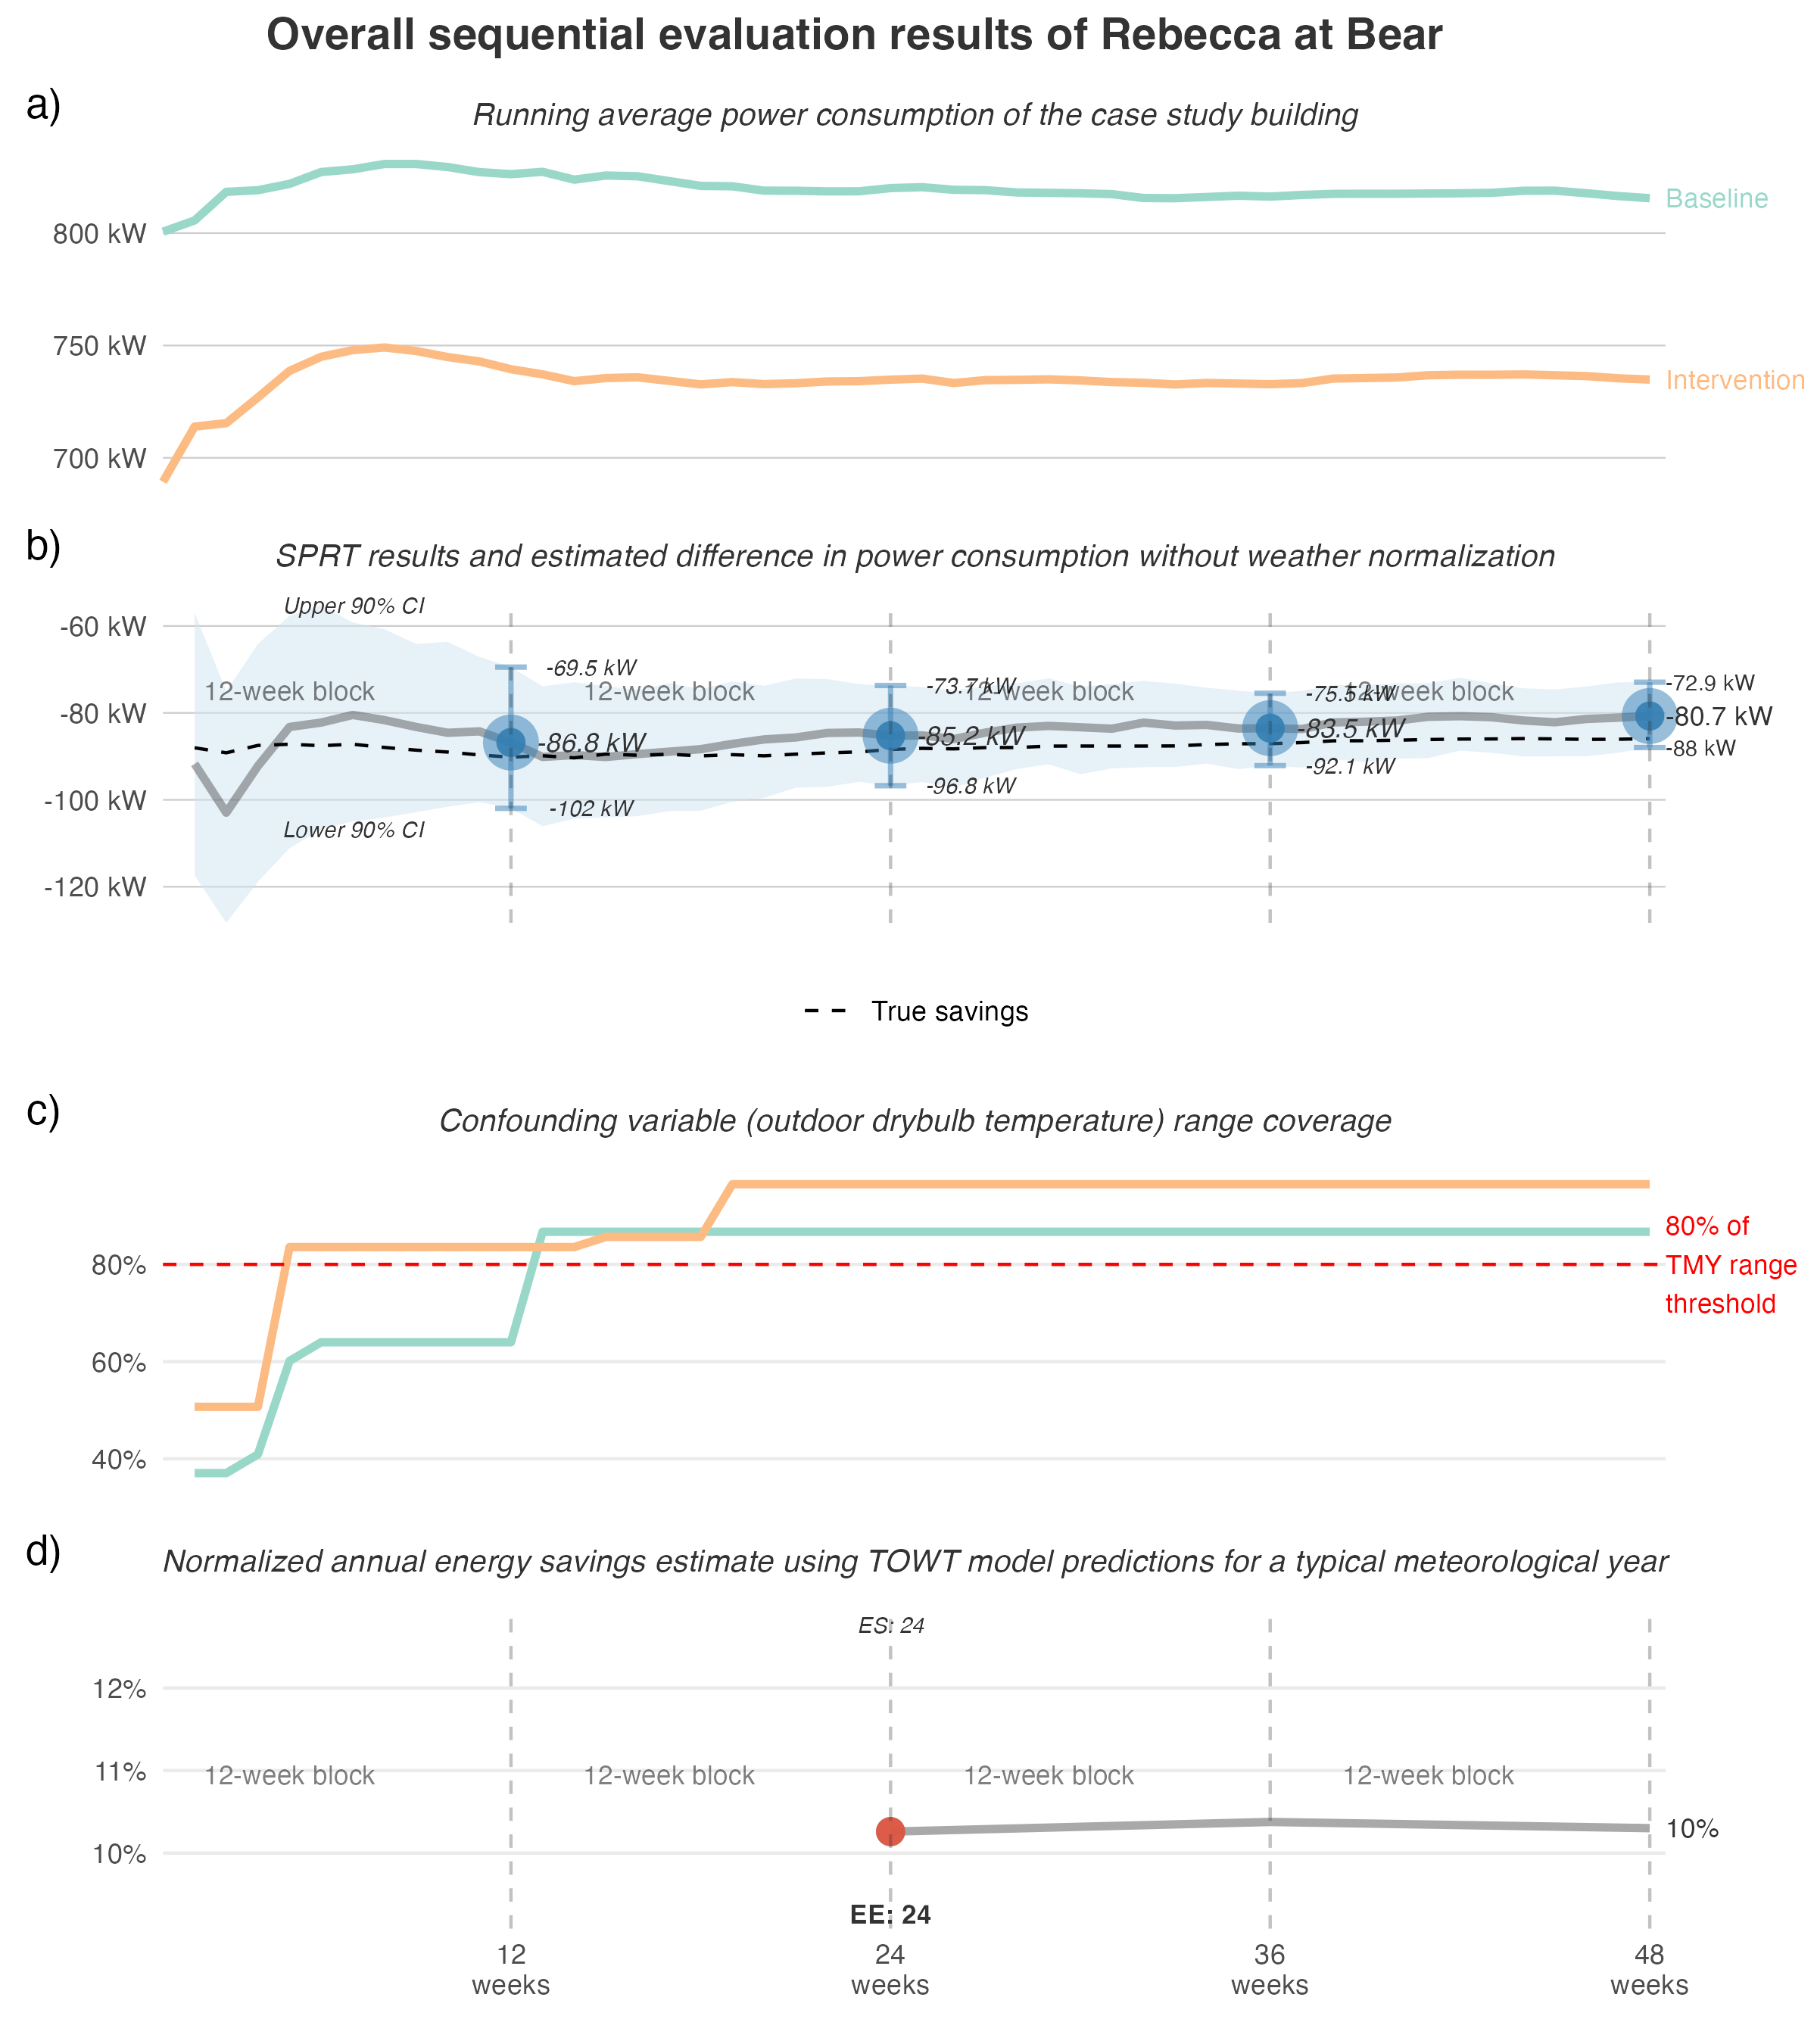 Overall sequential evaluation results of Rebecca at Bear
a)
Running average power consumption of the case study building
Baseline
800 kW
750 kW
Intervention
700 kW
b)
SPRT results and estimated difference in power consumption without weather normalization
Upper 90% CI
-60 kW
-69.5 kW
-73.7 kW
-75.5 kW
-72.9 kW
12-week block
12-week block
12-week block
12-week block
-80 kW
-86.8 kW
-85.2 kW
-83.5 kW
-80.7 kW
-88 kW
-92.1 kW
-96.8 kW
-100 kW
-102 kW
Lower 90% CI
-120 kW
True savings
c)
Confounding variable (outdoor drybulb temperature) range coverage
80% of
TMY range
threshold
80%
60%
40%
d)
Normalized annual energy savings estimate using TOWT model predictions for a typical meteorological year
ES: 24
12%
11%
12-week block
12-week block
12-week block
12-week block
10%
10%
EE: 24
12
weeks
24
weeks
36
weeks
48
weeks